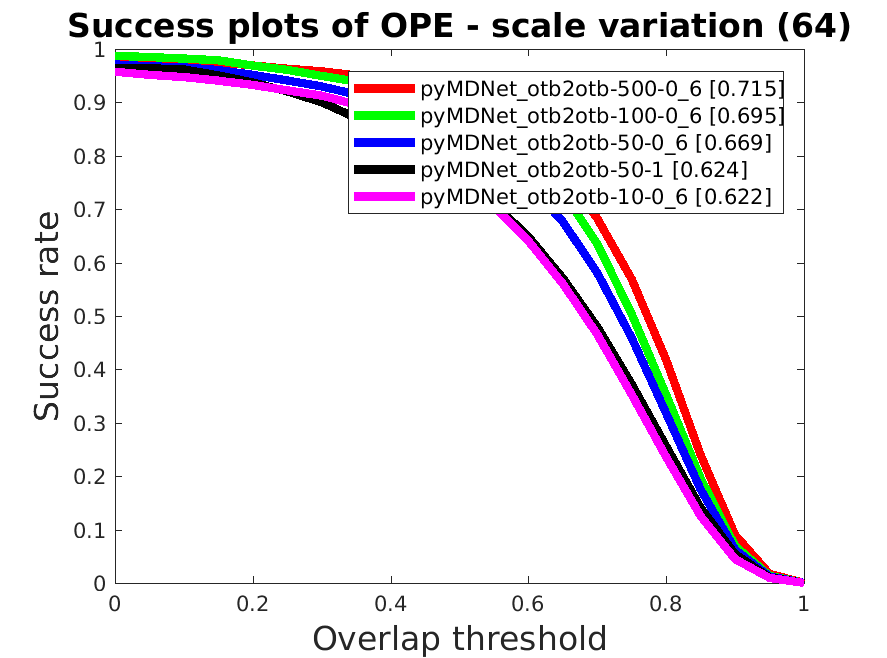 Success plots of OPE - scale variation (64)
1
0.9
0.8
0.7
0.6
0.5
0.4
0.3
0.2
0.1
0
Success rate
pyMDNet_otb2otb-500-0_6 [0.715]
pyMDNet_otb2otb-100-0_6 [0.695]
pyMDNet_otb2otb-50-0_6 [0.669]
pyMDNet_otb2otb-50-1 [0.624]
pyMDNet_otb2otb-10-0_6 [0.622]
0 0.2 0.4 0.6 0.8 1
Overlap threshold